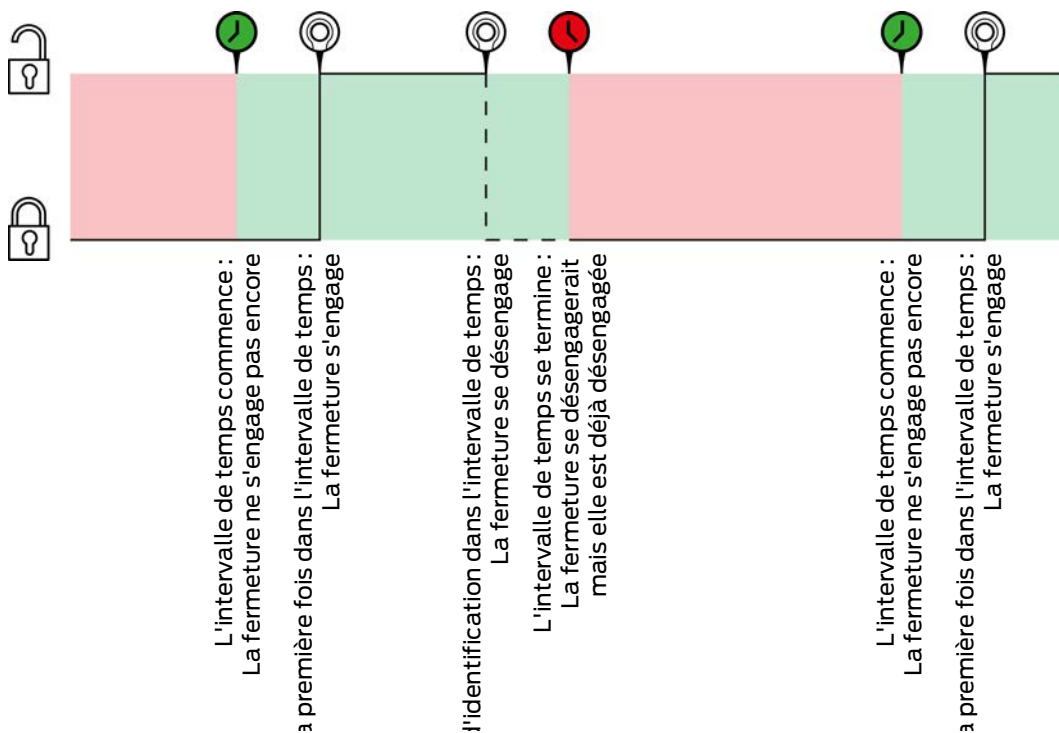 L'intervalle de temps commence :
La fermeture ne s'engage pas encore
première fois dans l'intervalle de temps :
La fermeture s'engage
d'identification dans l'intervalle de temps :
La fermeture se désengage
L'intervalle de temps se termine :
La fermeture se désengagerait
mais elle est déjà désengagée
L'intervalle de temps commence :
La fermeture ne s'engage pas encore
première fois dans l'intervalle de temps :
La fermeture s'engage